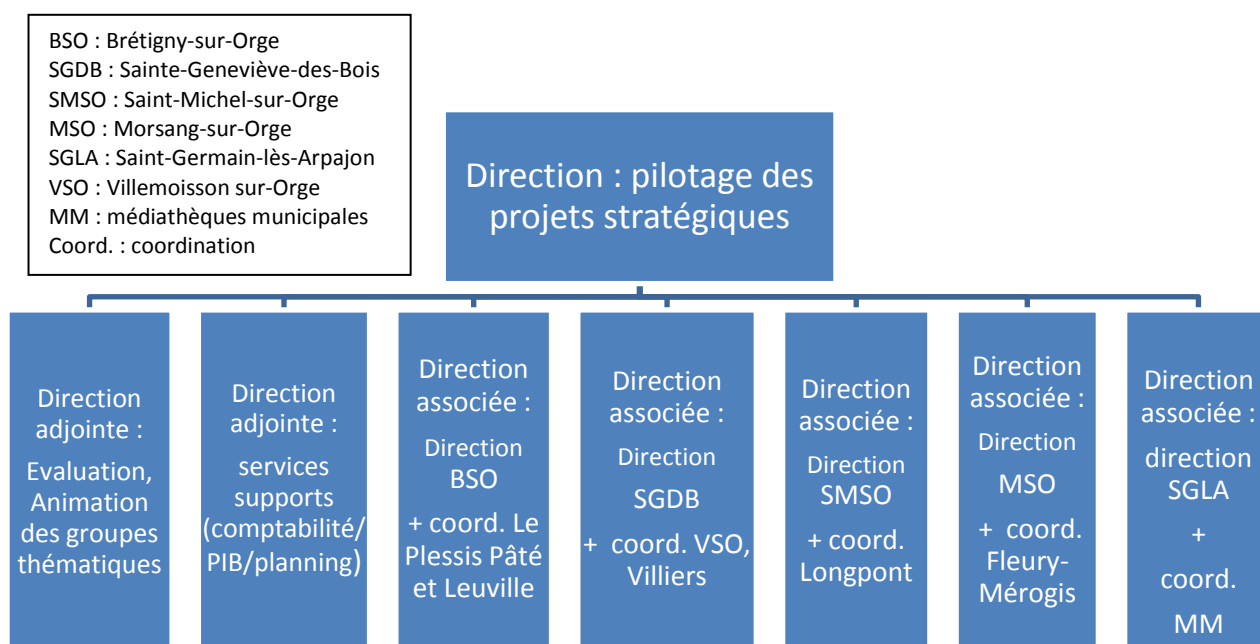 BSO : Brétigny-sur-Orge
SGDB : Sainte-Geneviève-des-Bois
SMSO : Saint-Michel-sur-Orge
MSO : Morsang-sur-Orge
SGLA : Saint-Germain-lès-Arpajon
VSO : Villemoisson sur-Orge
MM : médiathèques municipales
Coord. : coordination
Direction : pilotage des
projets stratégiques
Direction
adjointe :
Evaluation,
Animation
des groupes
thématiques
Direction
adjointe :
services
supports
(comptabilité/
PIB/planning)
Direction
associée :
Direction
BSO
+ coord. Le
Plessis Pâté
et Leuville
Direction
associée :
Direction
SGDB
+ coord. VSO,
Villiers
Direction
associée :
Direction
SMSO
+ coord.
Longpont
Direction
associée :
Direction
MSO
+ coord.
Fleury-
Mérogis
Direction
associée :
direction
SGLA
+
coord.
MM